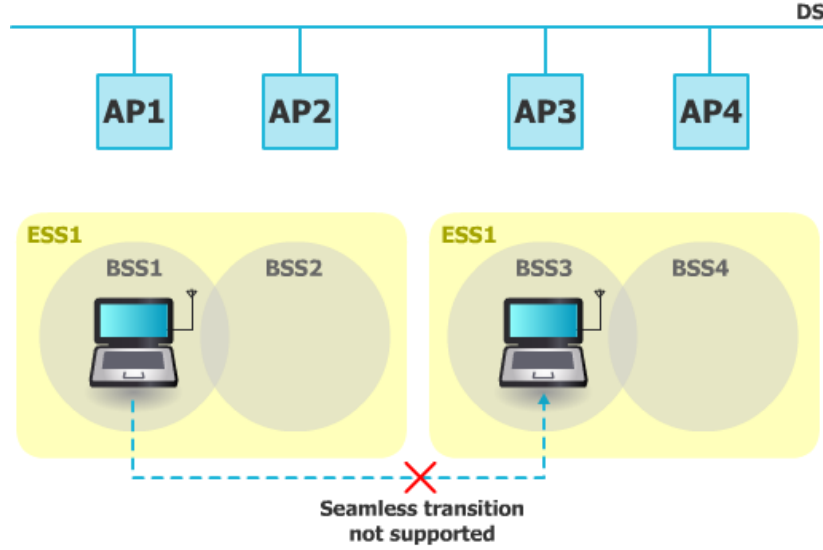 DS
AP1
AP2
AP3
AP4
ESS1
BSS1
BSS2
ESS1
BSS3
BSS4
Seamless transition
not supported